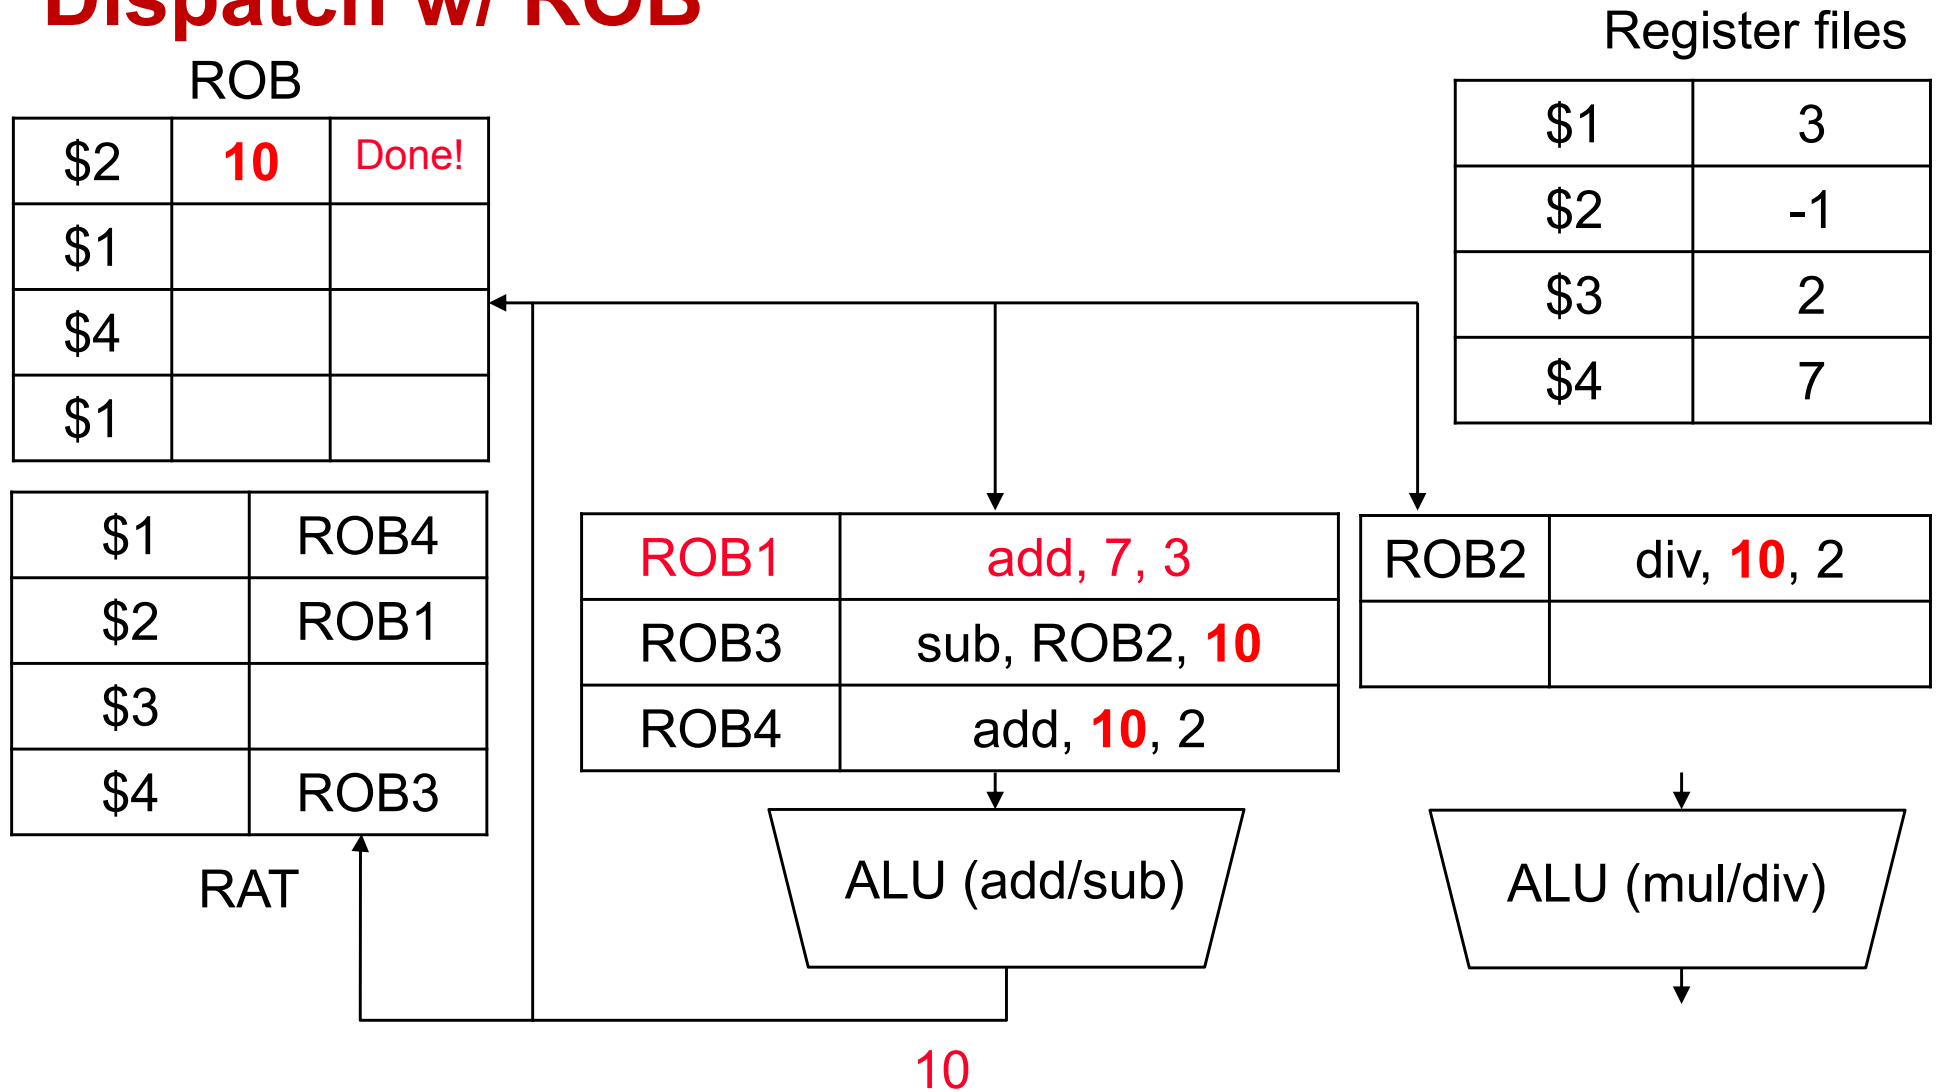 Dispatch w/ ROB
Register files
ROB
$2 10 Done!
$1
$4
$1
$1 3
$2 -1
$3 2
$4 7
$1 ROB4
$2 ROB1
$3
$4 ROB3
RAT
ROB1 add, 7, 3
ROB3 sub, ROB2, 10
ROB4 add, 10, 2
ROB2 div, 10, 2
ALU (add/sub)
ALU (mul/div)
10